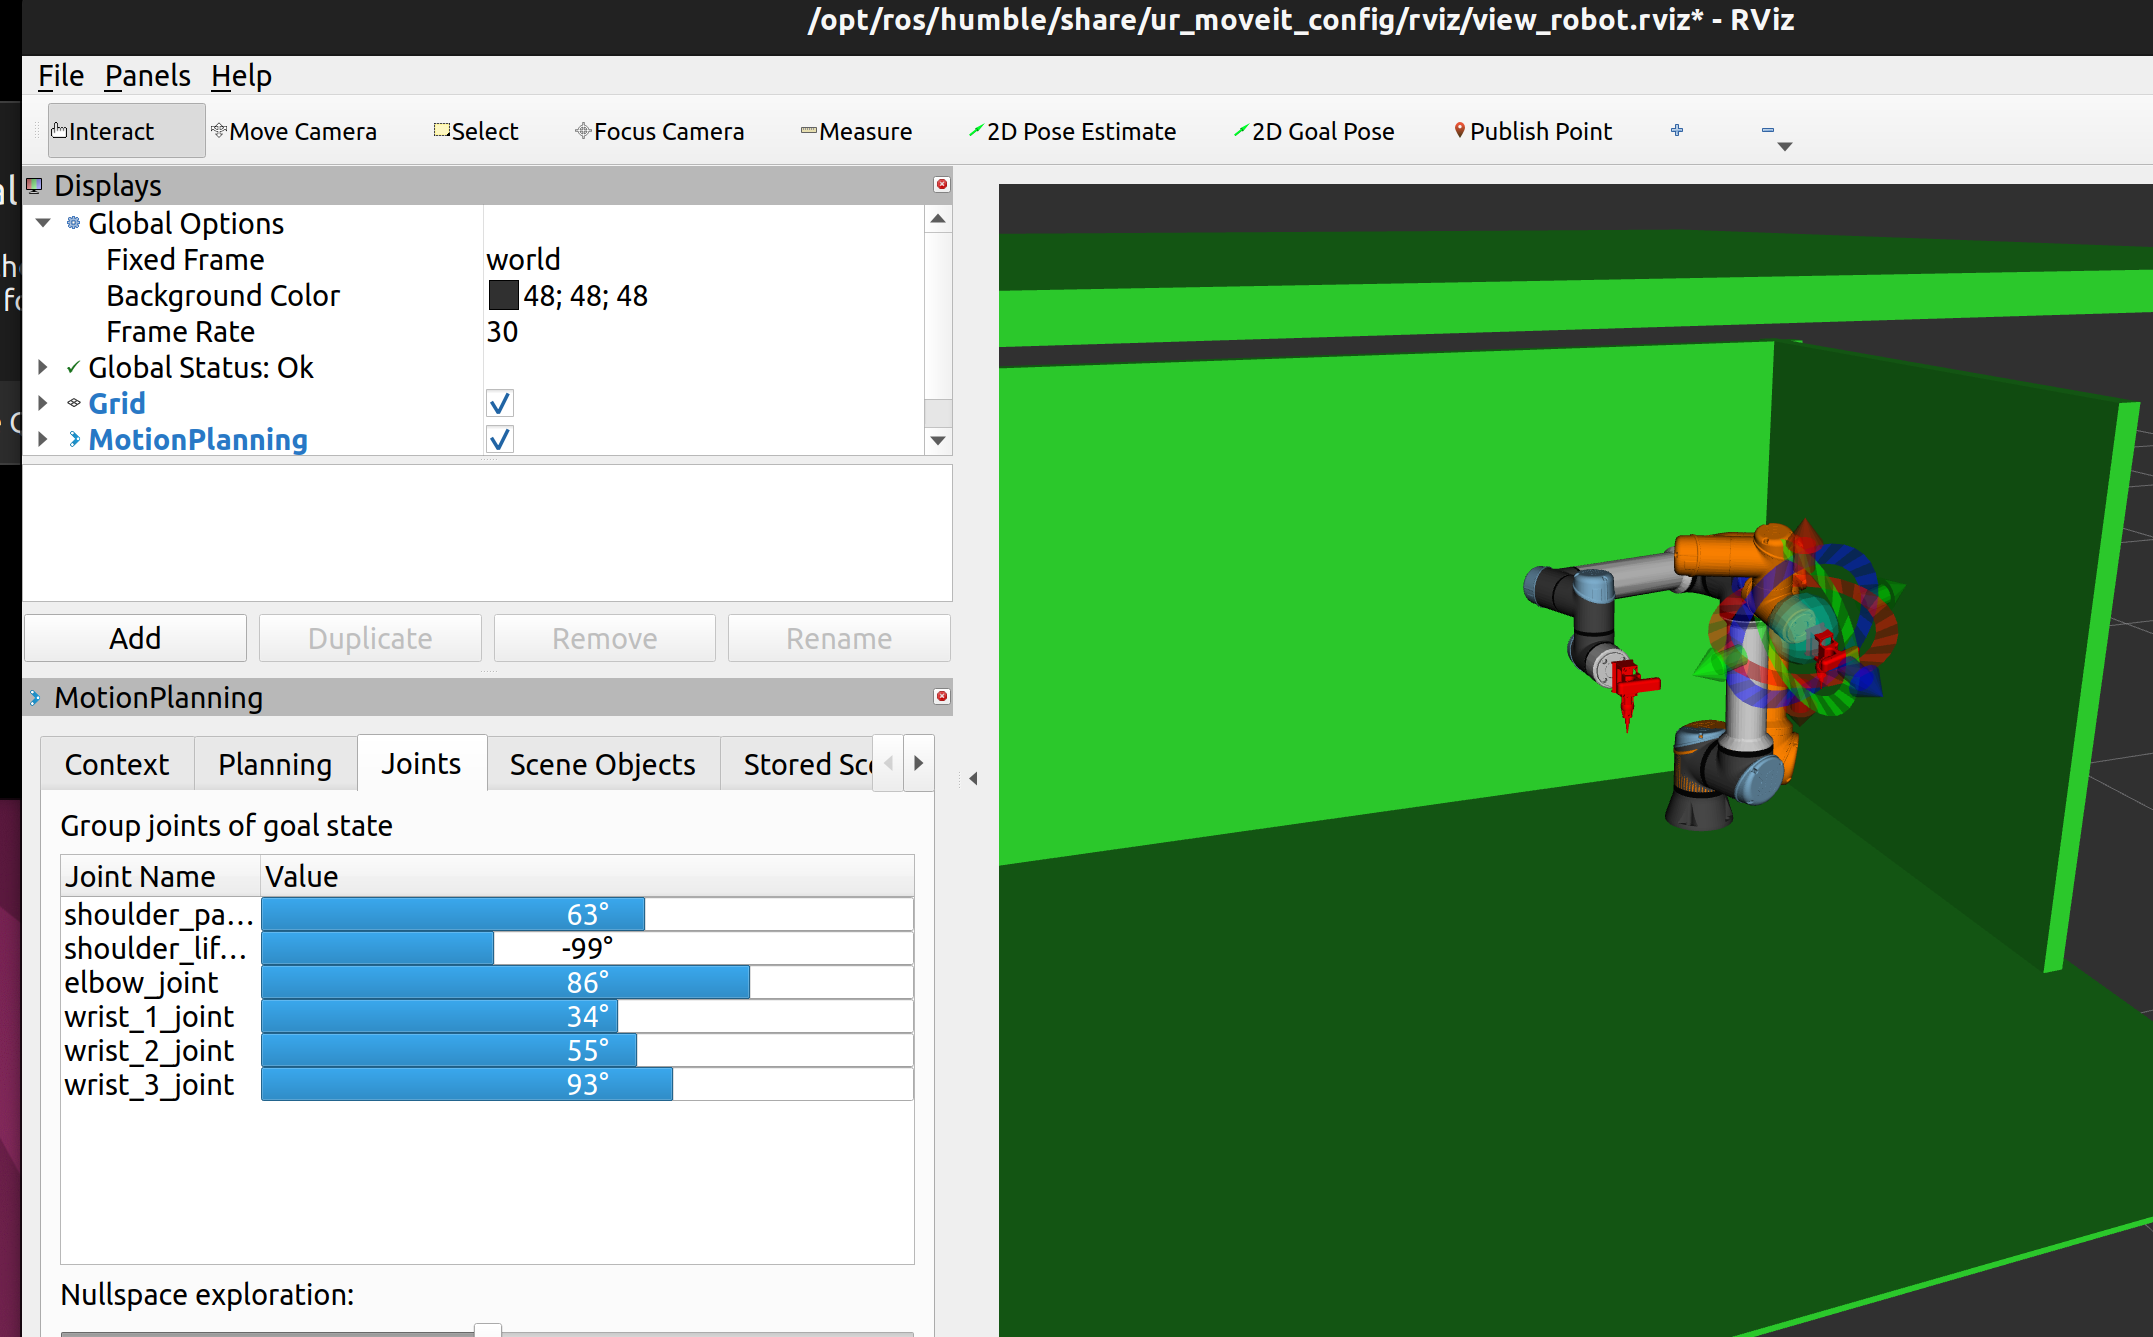 /opt/ros/humble/share/ur_moveit_config/rviz/view_robot.rviz* - RViz
File Panels Help
Interact Move Camera Select Focus Camera Measure 2D Pose Estimate 2D Goal Pose Publish Point
Displays
Global Options
Fixed Frame world
Background Color 48; 48; 48
Frame Rate 30
Global Status: Ok
Grid
MotionPlanning
Add Duplicate Remove Rename
MotionPlanning
Context Planning Joints Scene Objects Stored Sc
Group joints of goal state
Joint Name Value
shoulder_pa... 63°
shoulder_lif... -99°
elbow_joint 86°
wrist_1_joint 34°
wrist_2_joint 55°
wrist_3_joint 93°
Nullspace exploration: